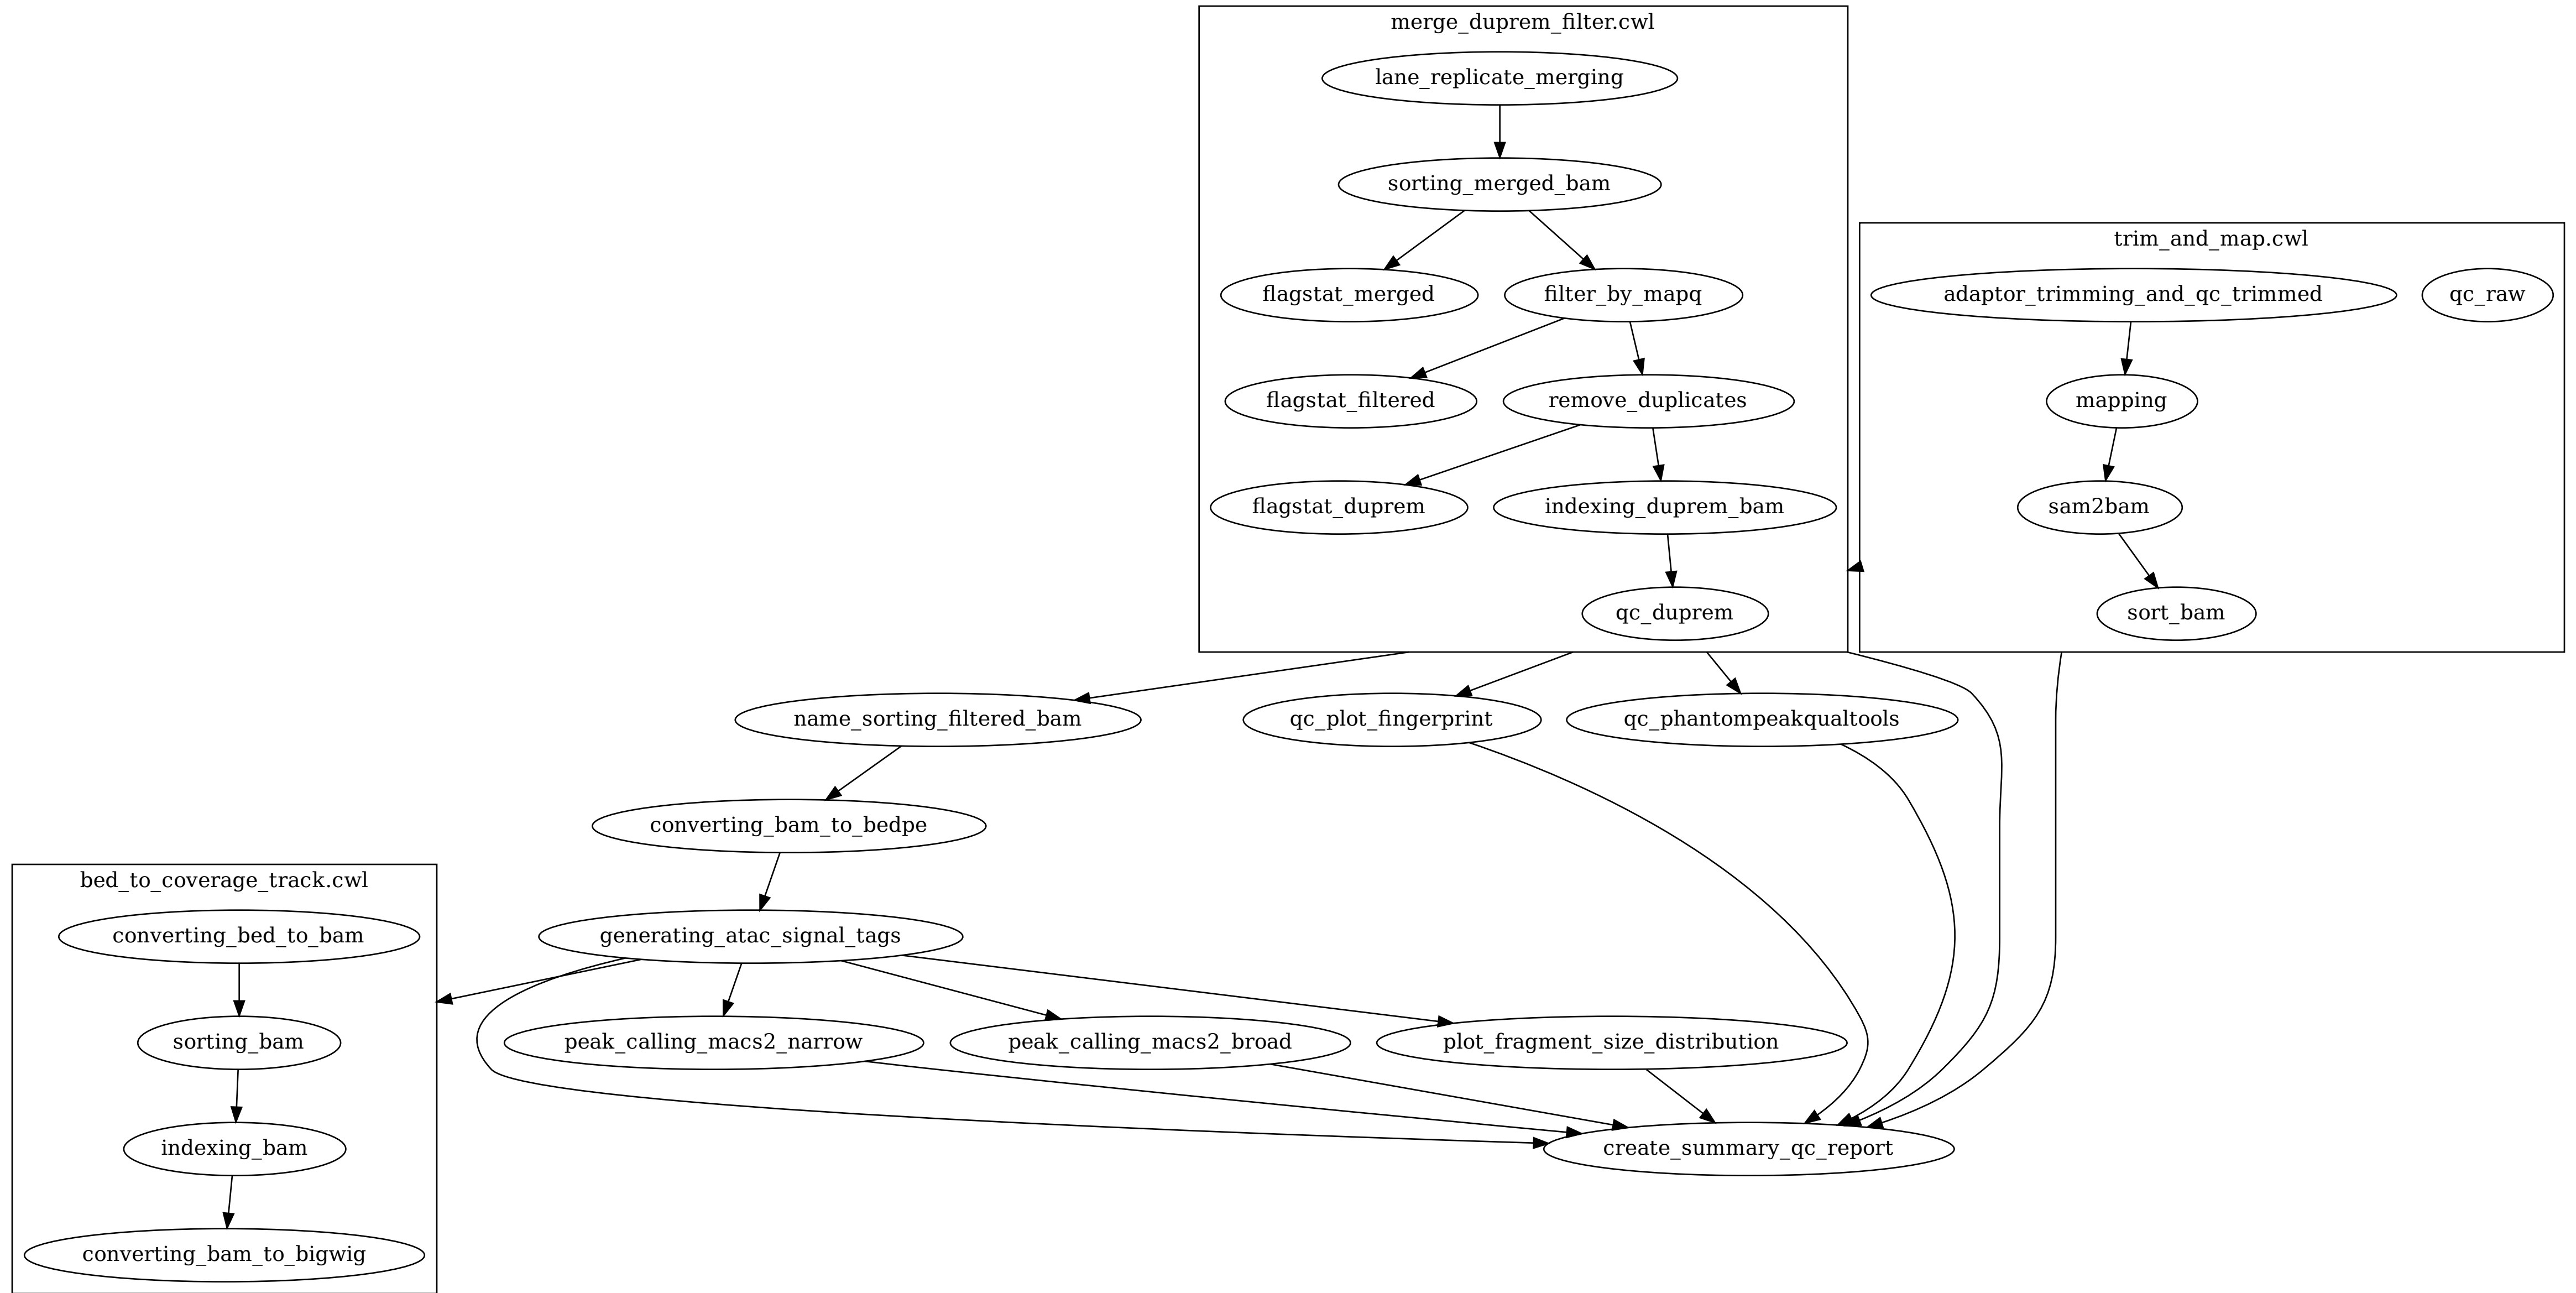 merge_duprem_filter.cwl
lane_replicate_merging
sorting_merged_bam
flagstat_merged
filter_by_mapq
flagstat_filtered
remove_duplicates
flagstat_duprem
indexing_duprem_bam
qc_duprem
trim_and_map.cwl
adaptor_trimming_and_qc_trimmed
qc_raw
mapping
sam2bam
sort_bam
name_sorting_filtered_bam
qc_plot_fingerprint
qc_phantompeakqualtools
converting_bam_to_bedpe
generating_atac_signal_tags
bed_to_coverage_track.cwl
converting_bed_to_bam
sorting_bam
indexing_bam
converting_bam_to_bigwig
peak_calling_macs2_narrow
peak_calling_macs2_broad
plot_fragment_size_distribution
create_summary_qc_report